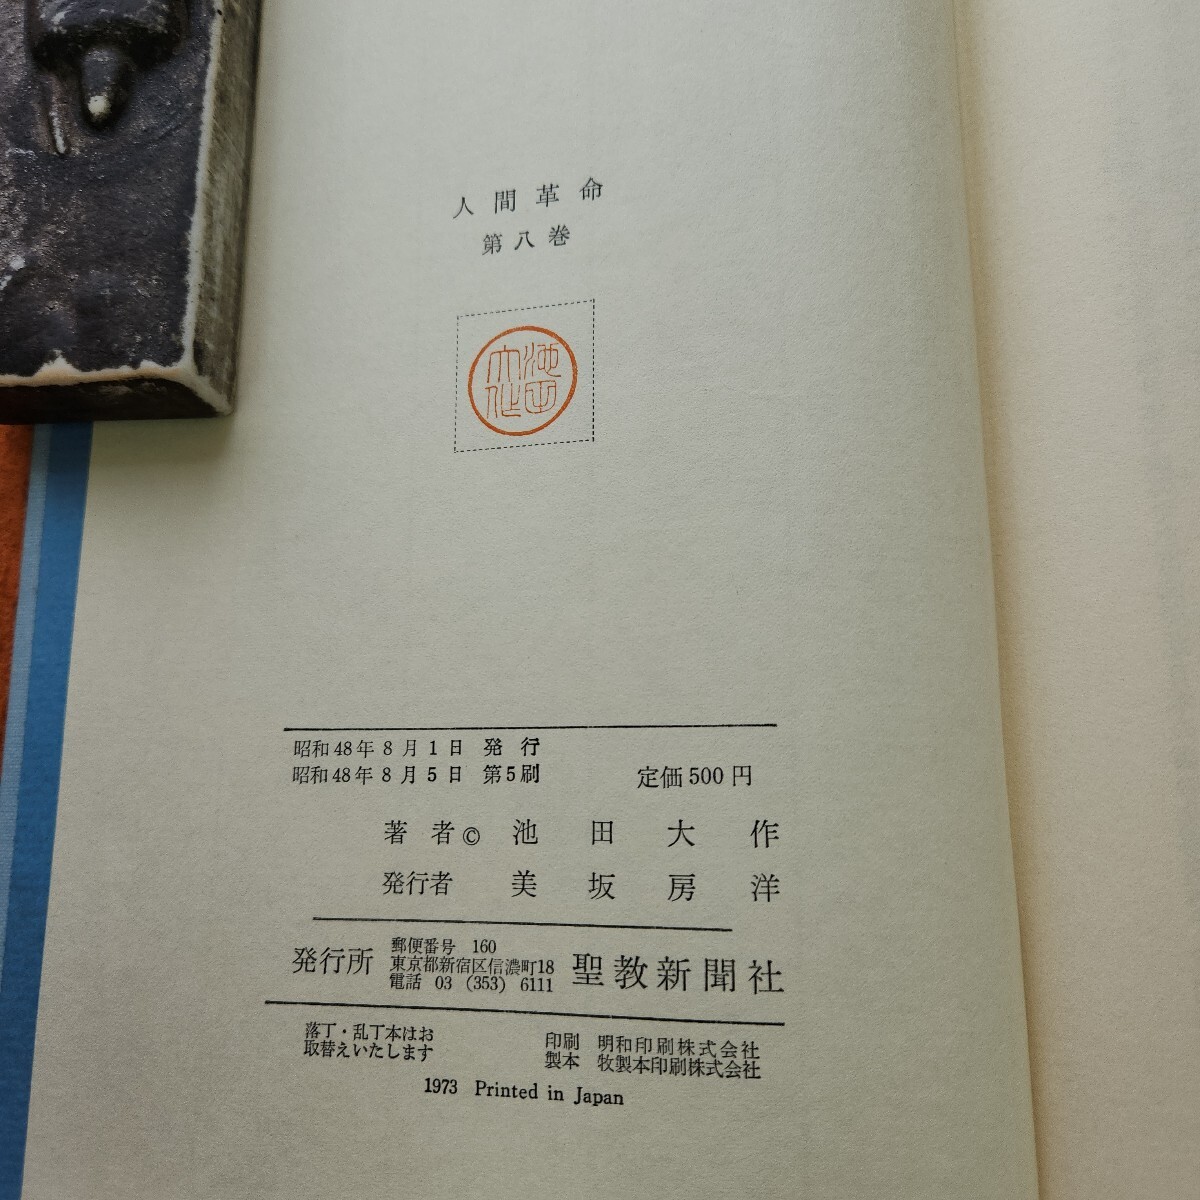 人間革命
第八巻
池田
大作
昭和48年8月1日 発行
昭和48年8月5日 第5刷
定価500円
著者© 池田大作
発行者 美坂房洋
発行所
郵便番号 160
東京都新宿区信濃町18
電話 03 (353) 6111
聖教新聞社
落丁・乱丁本はお
取替えいたします
印刷 明和印刷株式会社
製本 牧製本印刷株式会社
1973 Printed in Japan